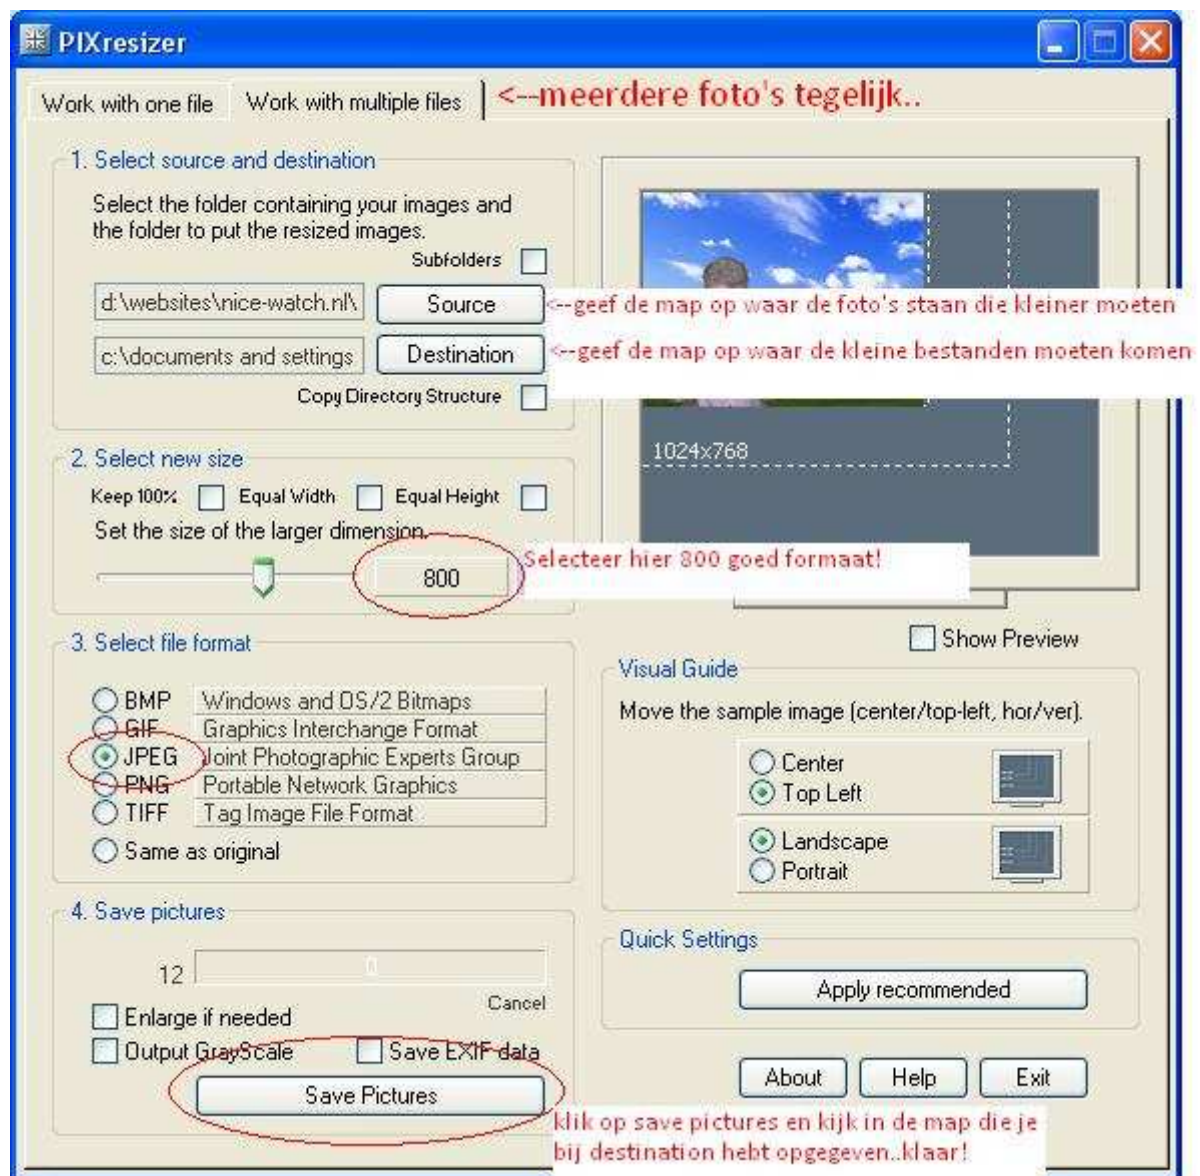 PIXresizer
Work with one file
Work with multiple files
<--meerdere foto's tegelijk..
1. Select source and destination
Select the folder containing your images and
the folder to put the resized images.
Subfolders
d:\websites\nice-watch.nl\
Source
<--geef de map op waar de foto's staan die kleiner moeten
c:\documents and settings
Destination
<--geef de map op waar de kleine bestanden moeten komen
Copy Directory Structure
1024x768
2. Select new size
Keep 100%
Equal Width
Equal Height
Set the size of the larger dimension.
800
Selecteer hier 800 goed formaat!
Show Preview
3. Select file format
BMP
Windows and OS/2 Bitmaps
GIF
Graphics Interchange Format
JPEG
Joint Photographic Experts Group
PNG
Portable Network Graphics
TIFF
Tag Image File Format
Same as original
Visual Guide
Move the sample image (center/top-left, hor/ver).
Center
Top Left
Landscape
Portrait
4. Save pictures
12
0
Cancel
Enlarge if needed
Output GrayScale
Save EXIF data
Save Pictures
Quick Settings
Apply recommended
About
Help
Exit
klik op save pictures en kijk in de map die je
bij destination hebt opgegeven..klaar!